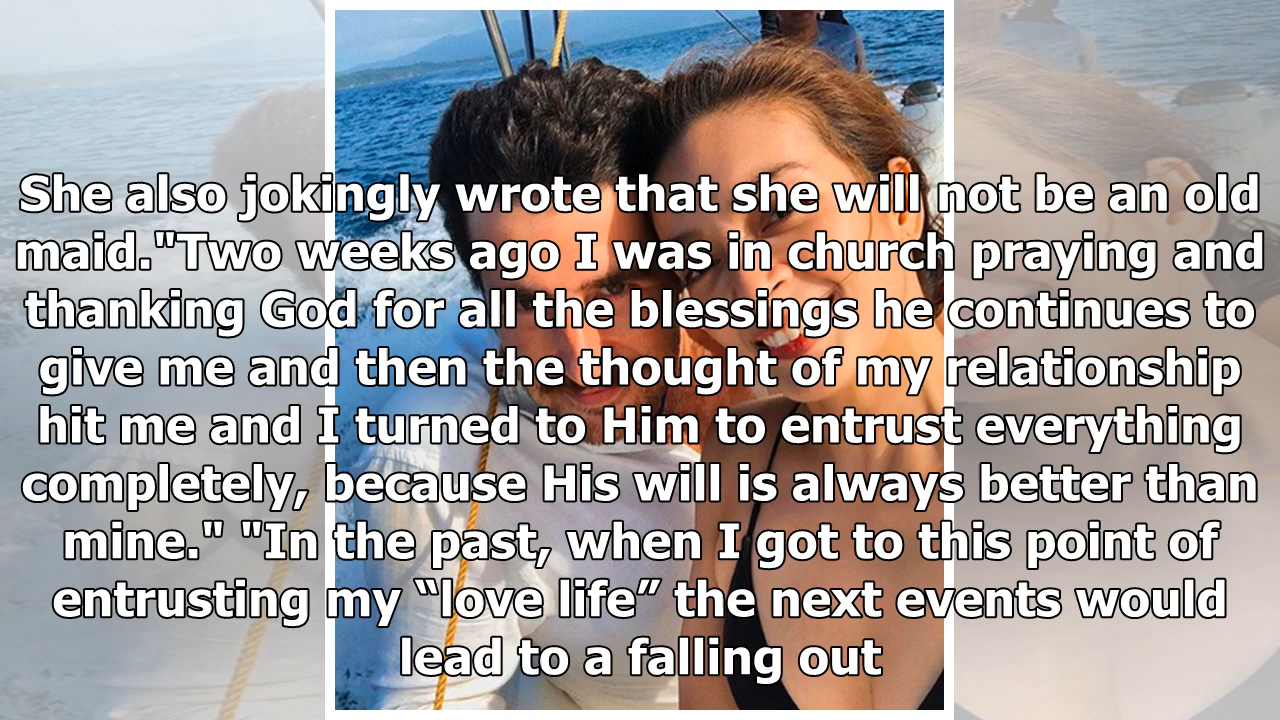 She also jokingly wrote that she will not be an old
maid."Two weeks ago I was in church praying and
thanking God for all the blessings he continues to
give me and then the thought of my relationship
hit me and I turned to Him to entrust everything
completely, because His will is always better than
mine." "In the past, when I got to this point of
entrusting my “love life” the next events would
lead to a falling out